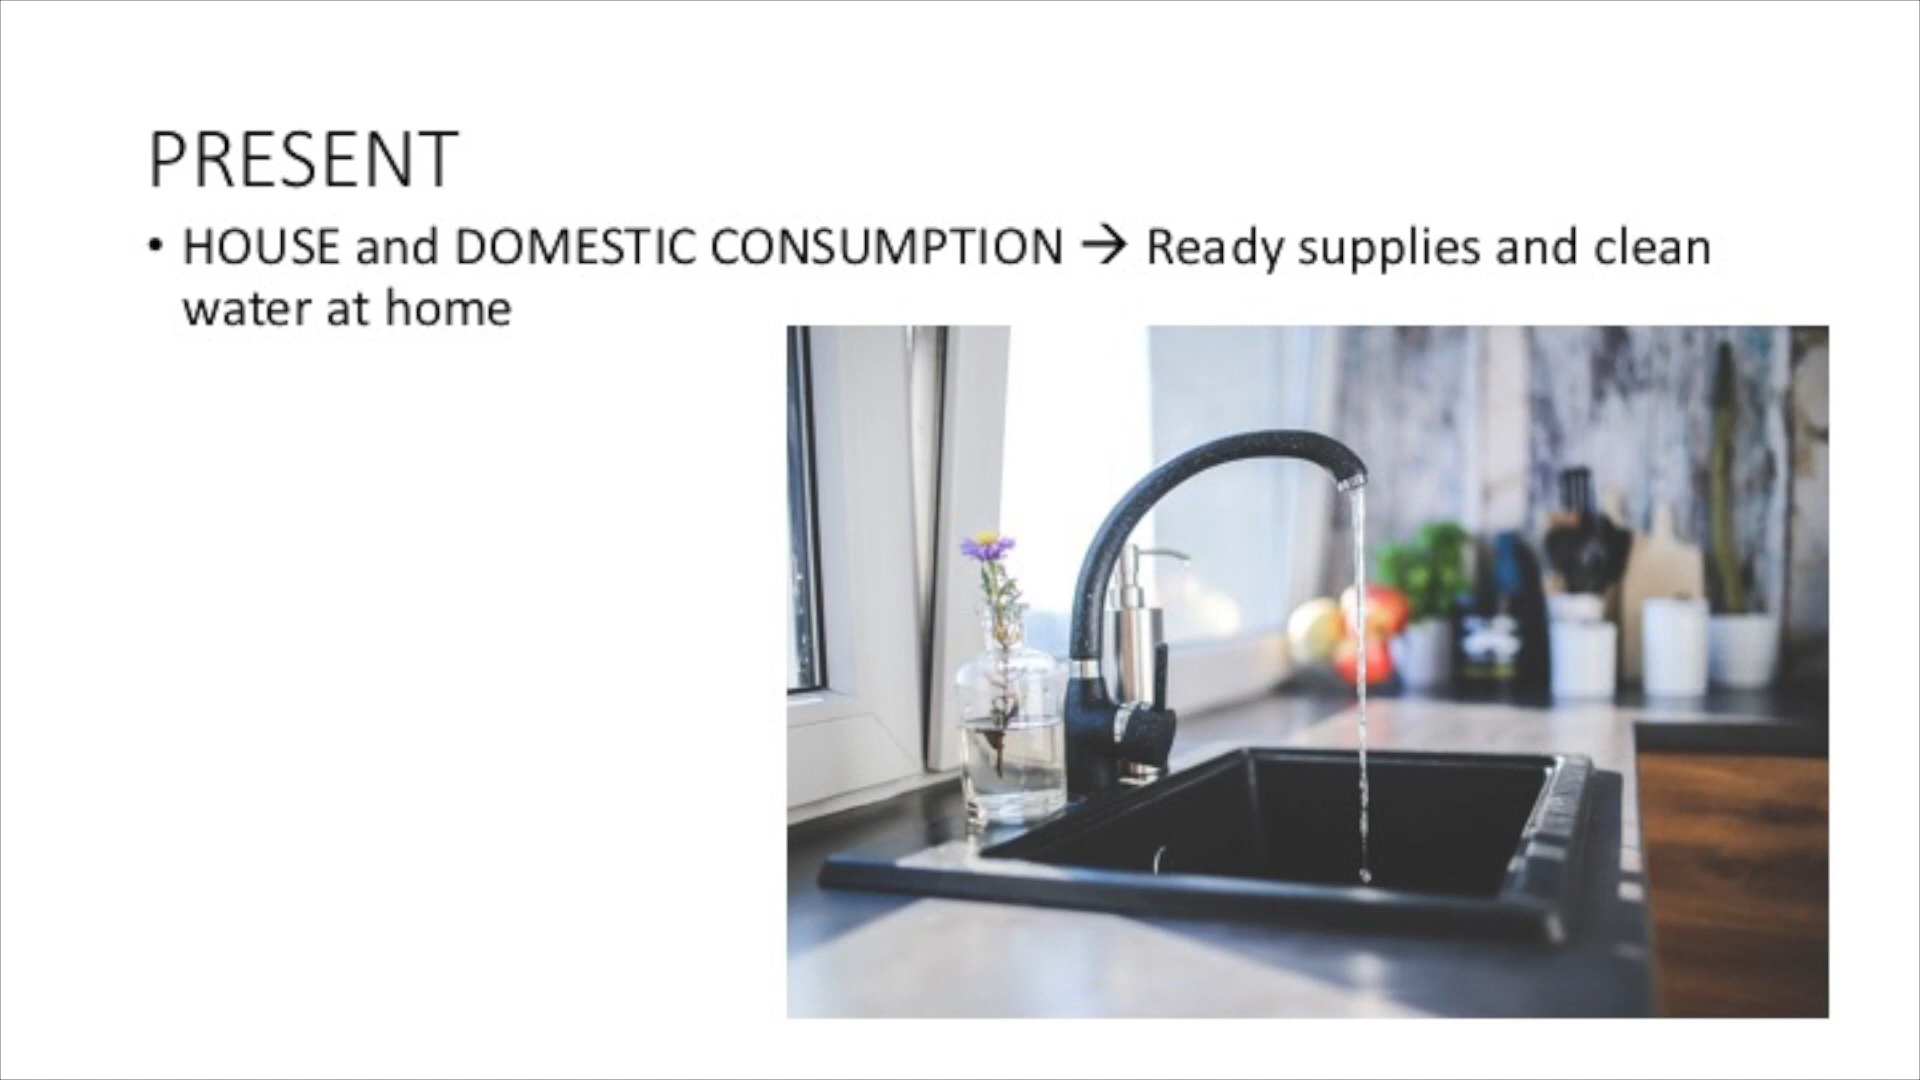 PRESENT
• HOUSE and DOMESTIC CONSUMPTION → Ready supplies and clean
water at home